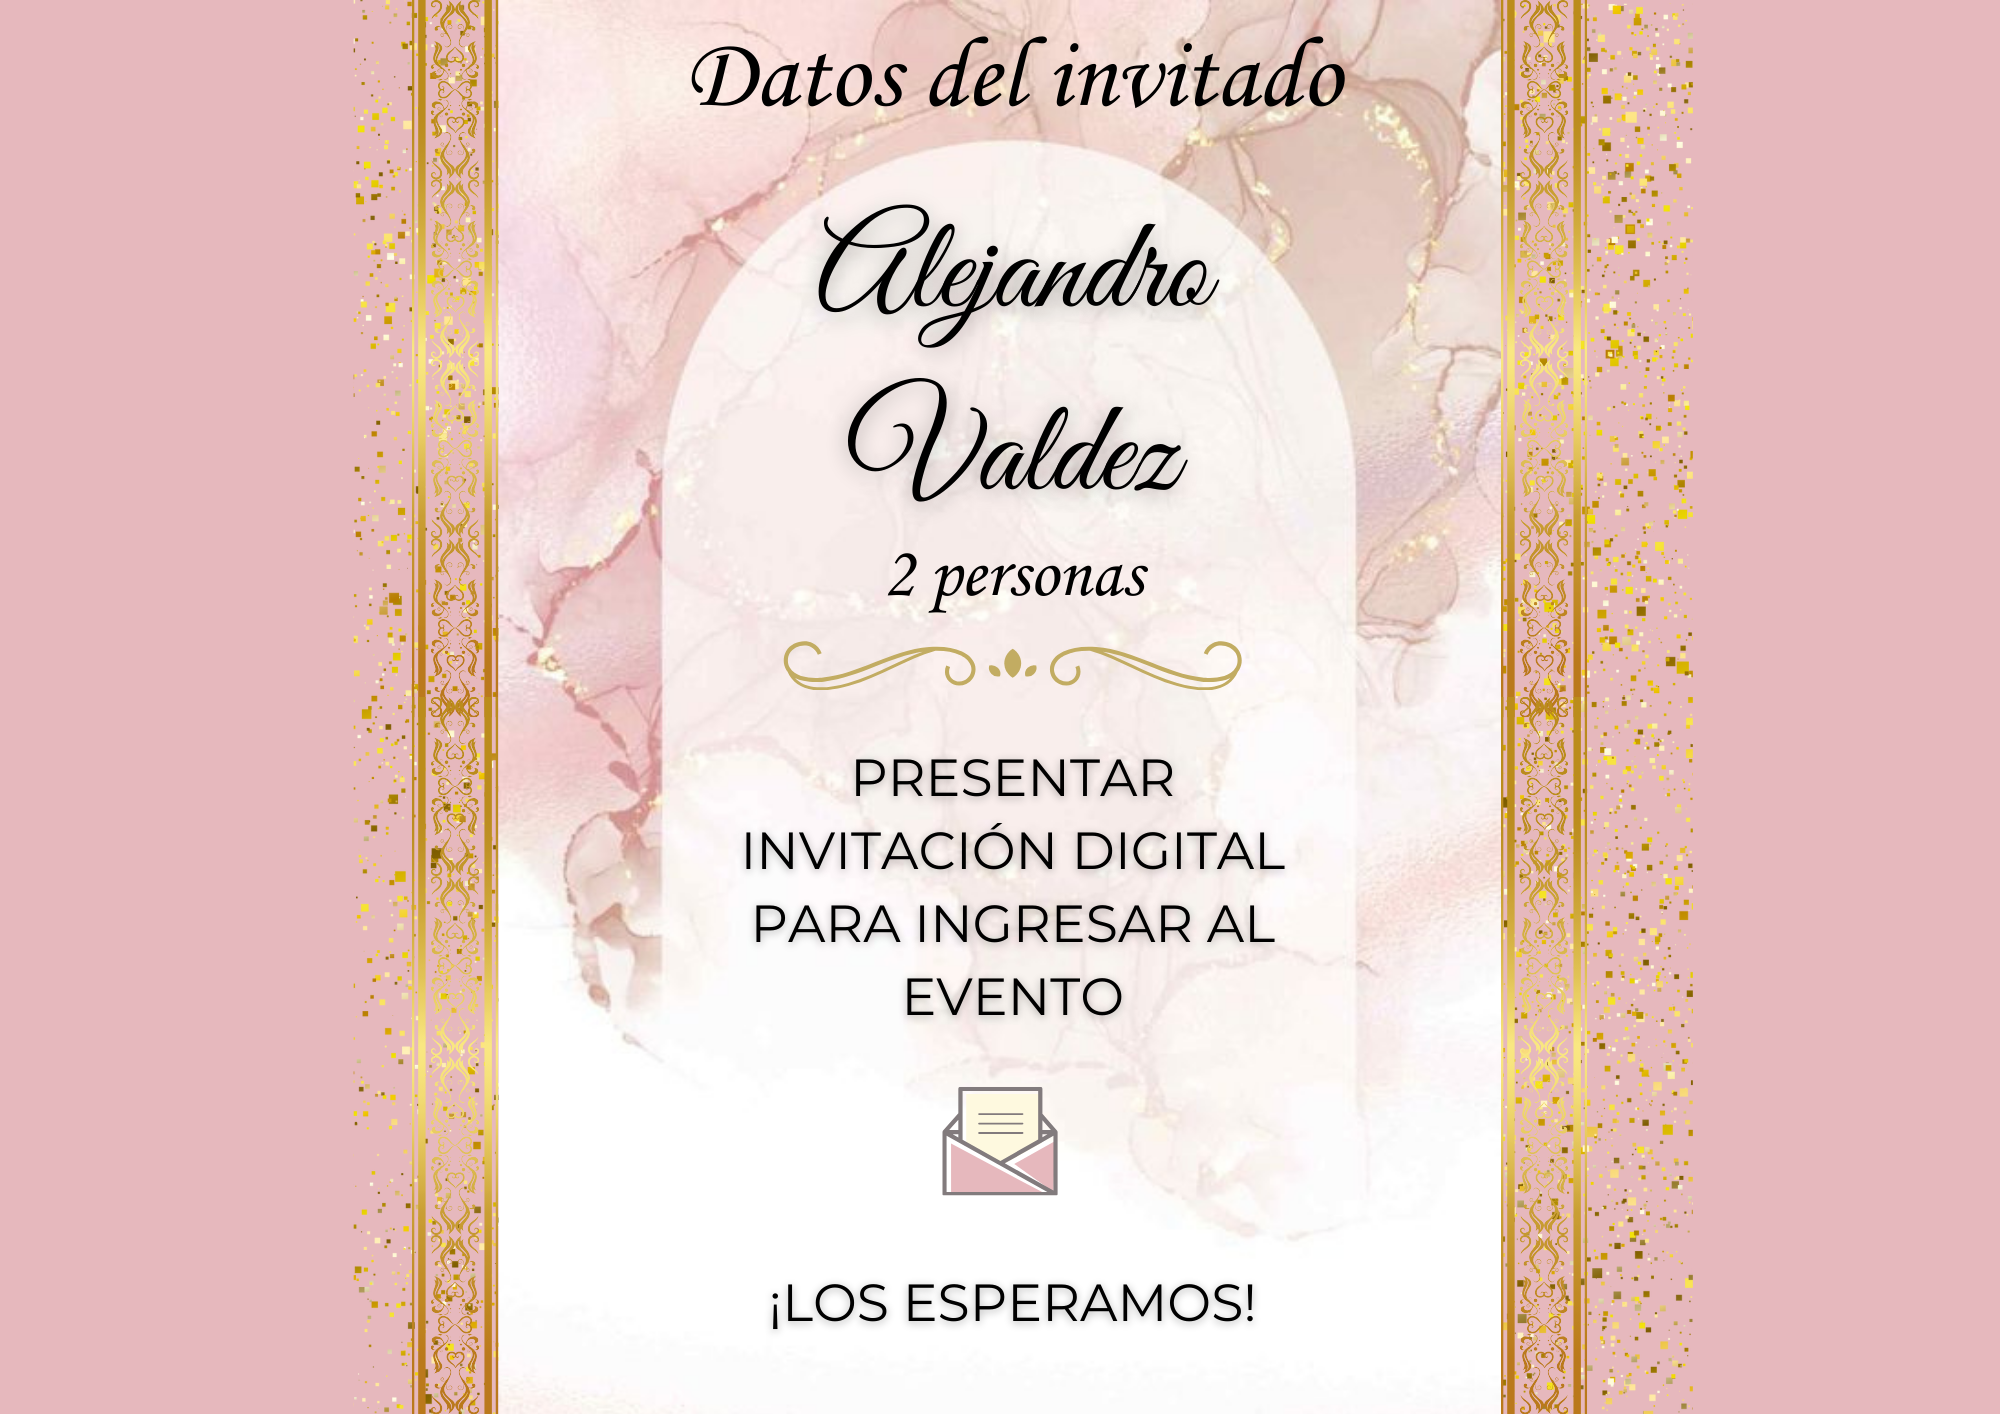 Datos del invitado
Alejandro
Valdez
2 personas
PRESENTAR
INVITACIÓN DIGITAL
PARA INGRESAR AL
EVENTO
¡LOS ESPERAMOS!